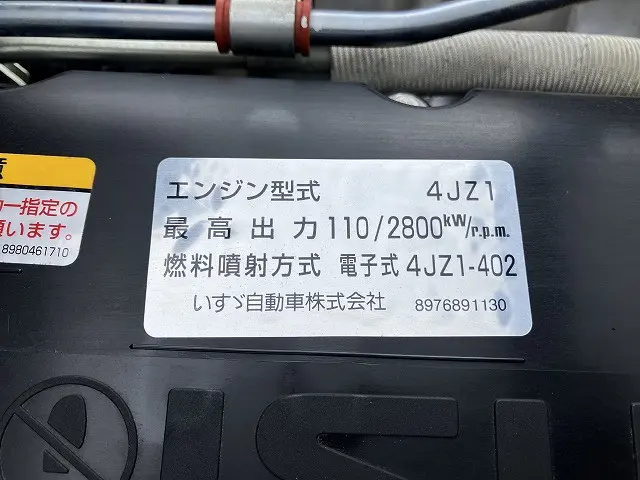 エンジン型式 4JZ1
最高出力 110/2800kW/r.p.m.
燃料噴射方式 電子式 4JZ1-402
いすゞ自動車株式会社 8976891130
指定の
います。
8980461710
ISU